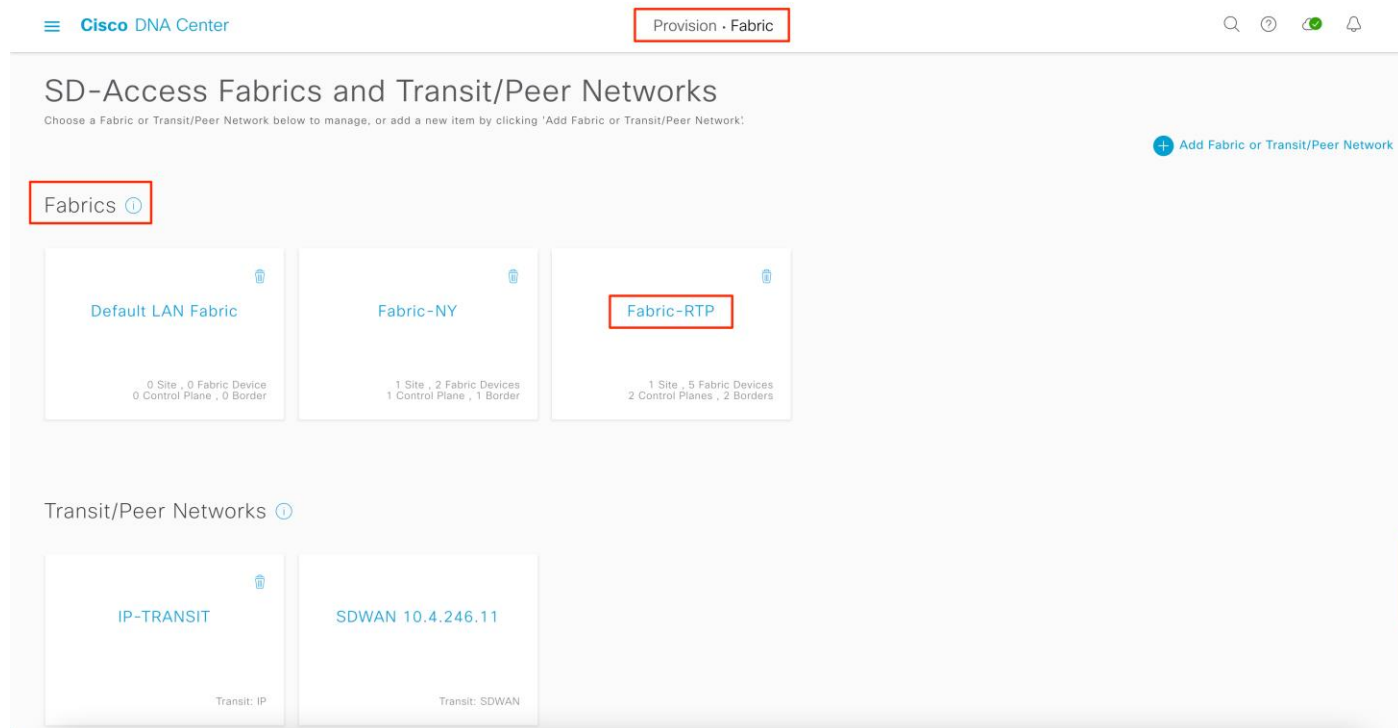 Cisco DNA Center
Provision · Fabric
SD-Access Fabrics and Transit/Peer Networks
Choose a Fabric or Transit/Peer Network below to manage, or add a new item by clicking 'Add Fabric or Transit/Peer Network'.
Add Fabric or Transit/Peer Network
Fabrics
Default LAN Fabric
0 Site , 0 Fabric Device
0 Control Plane , 0 Border
Fabric-NY
1 Site , 2 Fabric Devices
1 Control Plane , 1 Border
Fabric-RTP
1 Site , 5 Fabric Devices
2 Control Planes , 2 Borders
Transit/Peer Networks
IP-TRANSIT
Transit: IP
SDWAN 10.4.246.11
Transit: SDWAN